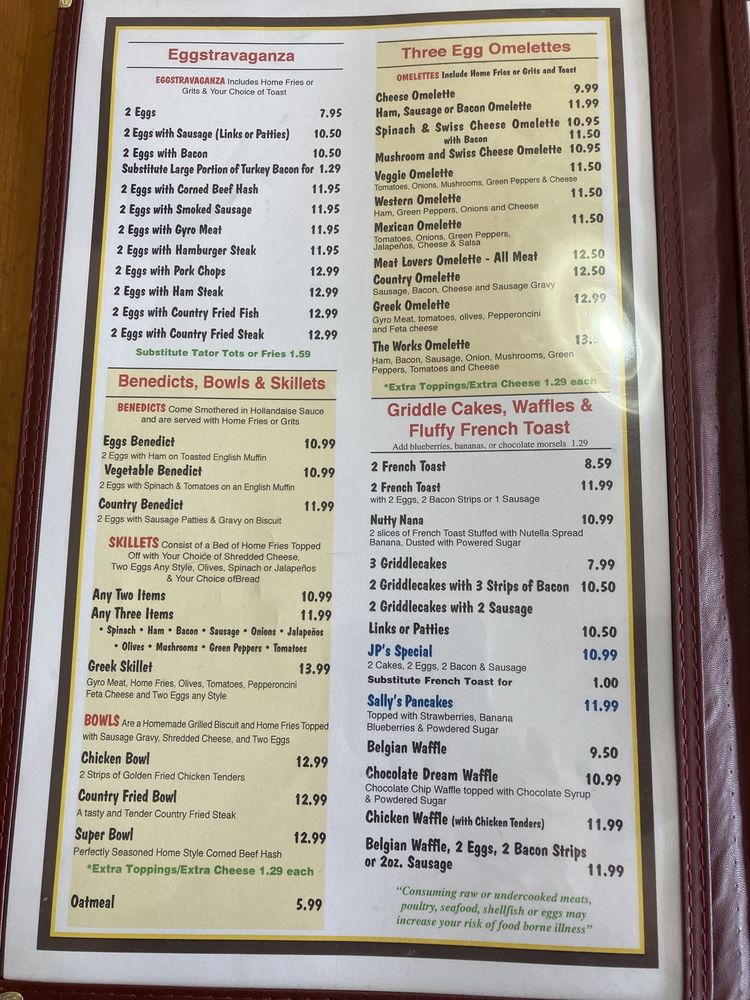 Eggstravaganza
EGGSTRAVAGANZA Includes Home Fries or
Grits & Your Choice of Toast
2 Eggs 7.95
2 Eggs with Sausage (Links or Patties) 10.50
2 Eggs with Bacon 10.50
Substitute Large Portion of Turkey Bacon for 1.29
2 Eggs with Corned Beef Hash 11.95
2 Eggs with Smoked Sausage 11.95
2 Eggs with Gyro Meat 11.95
2 Eggs with Hamburger Steak 11.95
2 Eggs with Pork Chops 12.99
2 Eggs with Ham Steak 12.99
2 Eggs with Country Fried Fish 12.99
2 Eggs with Country Fried Steak 12.99
Substitute Tator Tots or Fries 1.59
Benedicts, Bowls & Skillets
BENEDICTS Come Smothered in Hollandaise Sauce
and are served with Home Fries or Grits
Eggs Benedict 10.99
2 Eggs with Ham on Toasted English Muffin
Vegetable Benedict 10.99
2 Eggs with Spinach & Tomatoes on an English Muffin
Country Benedict 11.99
2 Eggs with Sausage Patties & Gravy on Biscuit
SKILLETS Consist of a Bed of Home Fries Topped
Off with Your Choice of Shredded Cheese,
Two Eggs Any Style, Olives, Spinach or Jalapeños
& Your Choice ofBread
Any Two Items 10.99
Any Three Items 11.99
• Spinach • Ham • Bacon • Sausage • Onions • Jalapeños
• Olives • Mushrooms • Green Peppers • Tomatoes
Greek Skillet 13.99
Gyro Meat, Home Fries, Olives, Tomatoes, Pepperoncini
Feta Cheese and Two Eggs any Style
BOWLS Are a Homemade Grilled Biscuit and Home Fries Topped
with Sausage Gravy, Shredded Cheese, and Two Eggs
Chicken Bowl 12.99
2 Strips of Golden Fried Chicken Tenders
Country Fried Bowl 12.99
A tasty and Tender Country Fried Steak
Super Bowl 12.99
Perfectly Seasoned Home Style Corned Beef Hash
*Extra Toppings/Extra Cheese 1.29 each
Oatmeal 5.99
Three Egg Omelettes
OMELETTES Include Home Fries or Grits and Toast
Cheese Omelette 9.99
Ham, Sausage or Bacon Omelette 11.99
Spinach & Swiss Cheese Omelette 10.95
with Bacon 11.50
Mushroom and Swiss Cheese Omelette 10.95
Veggie Omelette 11.50
Tomatoes, Onions, Mushrooms, Green Peppers & Cheese
Western Omelette 11.50
Ham, Green Peppers, Onions and Cheese
Mexican Omelette 11.50
Tomatoes, Onions, Green Peppers,
Jalapeños, Cheese & Salsa
Meat Lovers Omelette - All Meat 12.50
Country Omelette 12.50
Sausage, Bacon, Cheese and Sausage Gravy
Greek Omelette 12.99
Gyro Meat, tomatoes, olives, Pepperoncini
and Feta cheese
The Works Omelette
Ham, Bacon, Sausage, Onion, Mushrooms, Green
Peppers, Tomatoes and Cheese
*Extra Toppings/Extra Cheese 1.29 each
Griddle Cakes, Waffles &
Fluffy French Toast
Add blueberries, bananas, or chocolate morsels 1.29
2 French Toast 8.59
2 French Toast 11.99
with 2 Eggs, 2 Bacon Strips or 1 Sausage
Nutty Nana 10.99
2 slices of French Toast Stuffed with Nutella Spread
Banana, Dusted with Powdered Sugar
3 Griddlecakes 7.99
2 Griddlecakes with 3 Strips of Bacon 10.50
2 Griddlecakes with 2 Sausage
Links or Patties 10.50
JP's Special 10.99
2 Cakes, 2 Eggs, 2 Bacon & Sausage
Substitute French Toast for 1.00
Sally's Pancakes 11.99
Topped with Strawberries, Banana
Blueberries & Powdered Sugar
Belgian Waffle 9.50
Chocolate Dream Waffle 10.99
Chocolate Chip Waffle topped with Chocolate Syrup
& Powdered Sugar
Chicken Waffle (with Chicken Tenders) 11.99
Belgian Waffle, 2 Eggs, 2 Bacon Strips
or 2oz. Sausage 11.99
"Consuming raw or undercooked meats,
poultry, seafood, shellfish or eggs may
increase your risk of food borne illness"